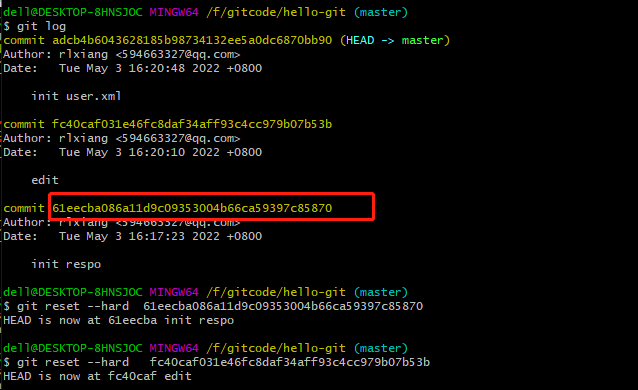 dell@DESKTOP-8HNSJOC MINGW64 /f/gitcode/hello-git (master)
$ git log
commit adcb4b6043628185b98734132ee5a0dc6870bb90 (HEAD -> master)
Author: rlxiang <594663327@qq.com>
Date:   Tue May 3 16:20:48 2022 +0800
init user.xml
commit fc40caf031e46fc8daf34aff93c4cc979b07b53b
Author: rlxiang <594663327@qq.com>
Date:   Tue May 3 16:20:10 2022 +0800
edit
commit 61eecba086a11d9c09353004b66ca59397c85870
Author: rlxiang <594663327@qq.com>
Date:   Tue May 3 16:17:23 2022 +0800
init respo
dell@DESKTOP-8HNSJOC MINGW64 /f/gitcode/hello-git (master)
$ git reset --hard  61eecba086a11d9c09353004b66ca59397c85870
HEAD is now at 61eecba init respo
dell@DESKTOP-8HNSJOC MINGW64 /f/gitcode/hello-git (master)
$ git reset --hard   fc40caf031e46fc8daf34aff93c4cc979b07b53b
HEAD is now at fc40caf edit